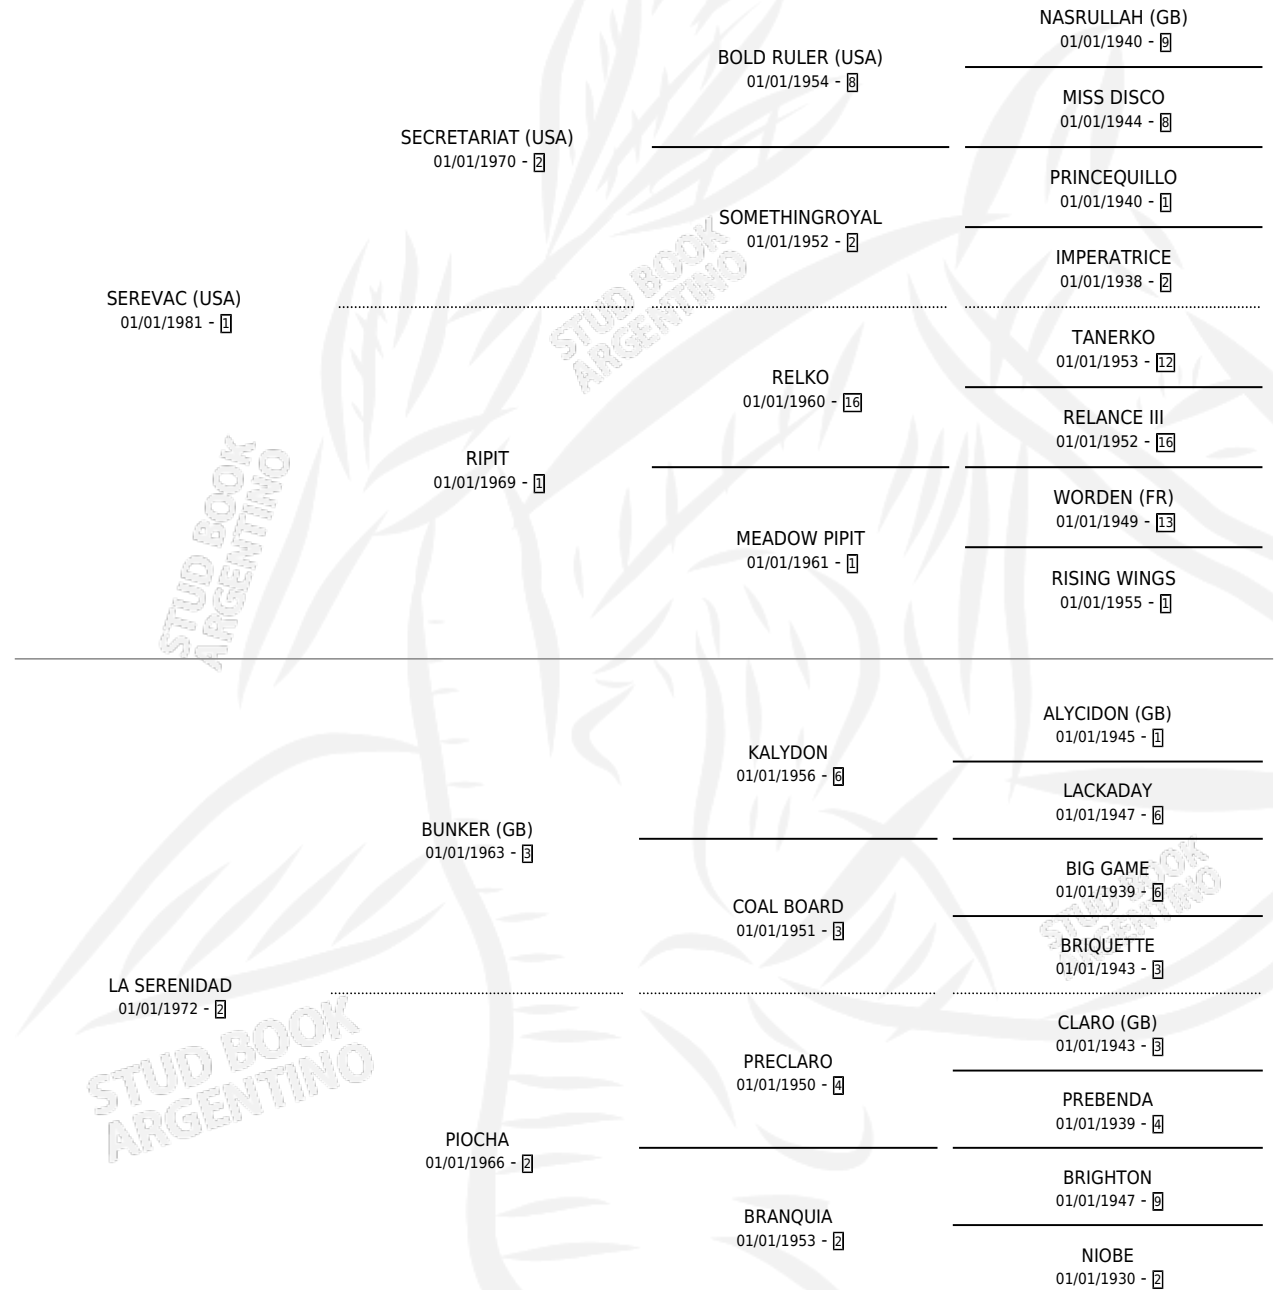 NASRULLAH (GB)
01/01/1940 - 9
BOLD RULER (USA)
01/01/1954 - 8
MISS DISCO
01/01/1944 - 8
SECRETARIAT (USA)
01/01/1970 - 2
PRINCEQUILLO
01/01/1940 - 1
SOMETHINGROYAL
01/01/1952 - 2
IMPERATRICE
01/01/1938 - 2
SEREVAC (USA)
01/01/1981 - 1
TANERKO
01/01/1953 - 12
RELKO
01/01/1960 - 16
RELANCE III
01/01/1952 - 16
RIPIT
01/01/1969 - 1
WORDEN (FR)
01/01/1949 - 13
MEADOW PIPIT
01/01/1961 - 1
RISING WINGS
01/01/1955 - 1
ALYCIDON (GB)
01/01/1945 - 1
KALYDON
01/01/1956 - 6
LACKADAY
01/01/1947 - 6
BUNKER (GB)
01/01/1963 - 3
BIG GAME
01/01/1939 - 6
COAL BOARD
01/01/1951 - 3
BRIQUETTE
01/01/1943 - 3
LA SERENIDAD
01/01/1972 - 2
CLARO (GB)
01/01/1943 - 3
PRECLARO
01/01/1950 - 4
PREBENDA
01/01/1939 - 4
PIOCHA
01/01/1966 - 2
BRIGHTON
01/01/1947 - 9
BRANQUIA
01/01/1953 - 2
NIOBE
01/01/1930 - 2
STUD BOOK
ARGENTINO
STUD BOOK
ARGENTINO
STUD BOOK
ARGENTINO
STUD BOOK
ARGENTINO